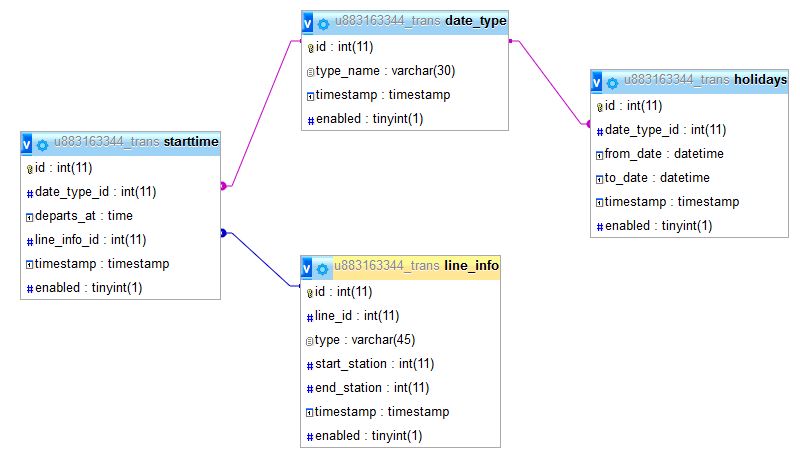 u883163344_trans date_type
id : int(11)
type_name : varchar(30)
timestamp : timestamp
enabled : tinyint(1)
u883163344_trans holidays
id : int(11)
date_type_id : int(11)
from_date : datetime
to_date : datetime
timestamp : timestamp
enabled : tinyint(1)
u883163344_trans starttime
id : int(11)
date_type_id : int(11)
departs_at : time
line_info_id : int(11)
timestamp : timestamp
enabled : tinyint(1)
u883163344_trans line_info
id : int(11)
line_id : int(11)
type : varchar(45)
start_station : int(11)
end_station : int(11)
timestamp : timestamp
enabled : tinyint(1)